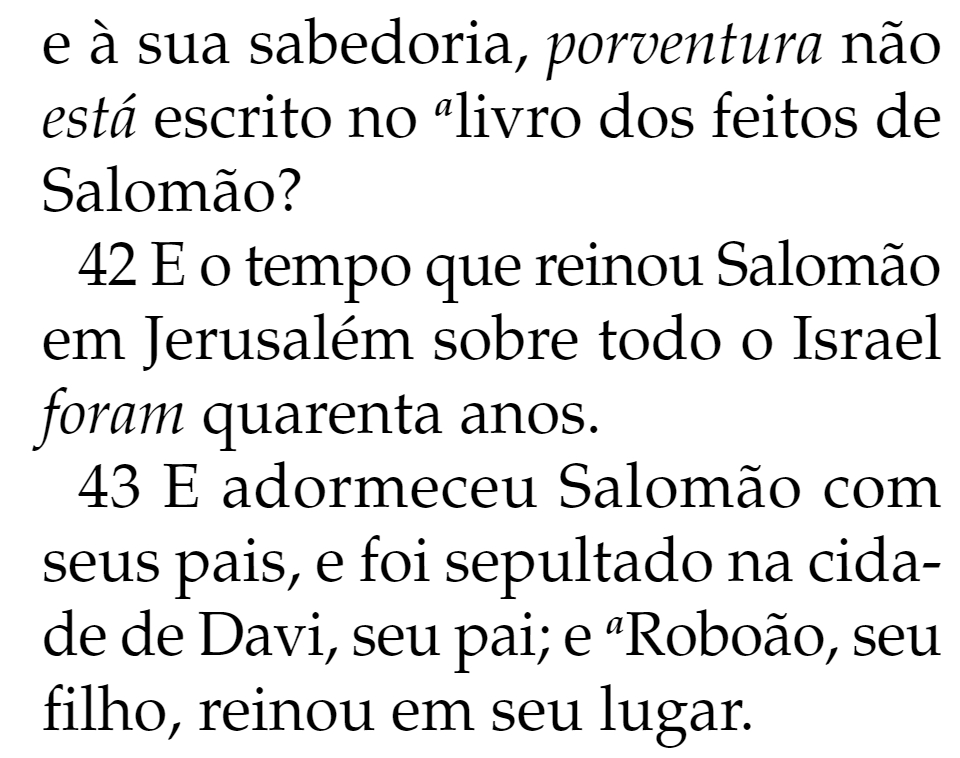 e à sua sabedoria, porventura não
está escrito no ᵃlivro dos feitos de
Salomão?
42 E o tempo que reinou Salomão
em Jerusalém sobre todo o Israel
foram quarenta anos.
43 E adormeceu Salomão com
seus pais, e foi sepultado na cida-
de de Davi, seu pai; e ᵃRoboão, seu
filho, reinou em seu lugar.